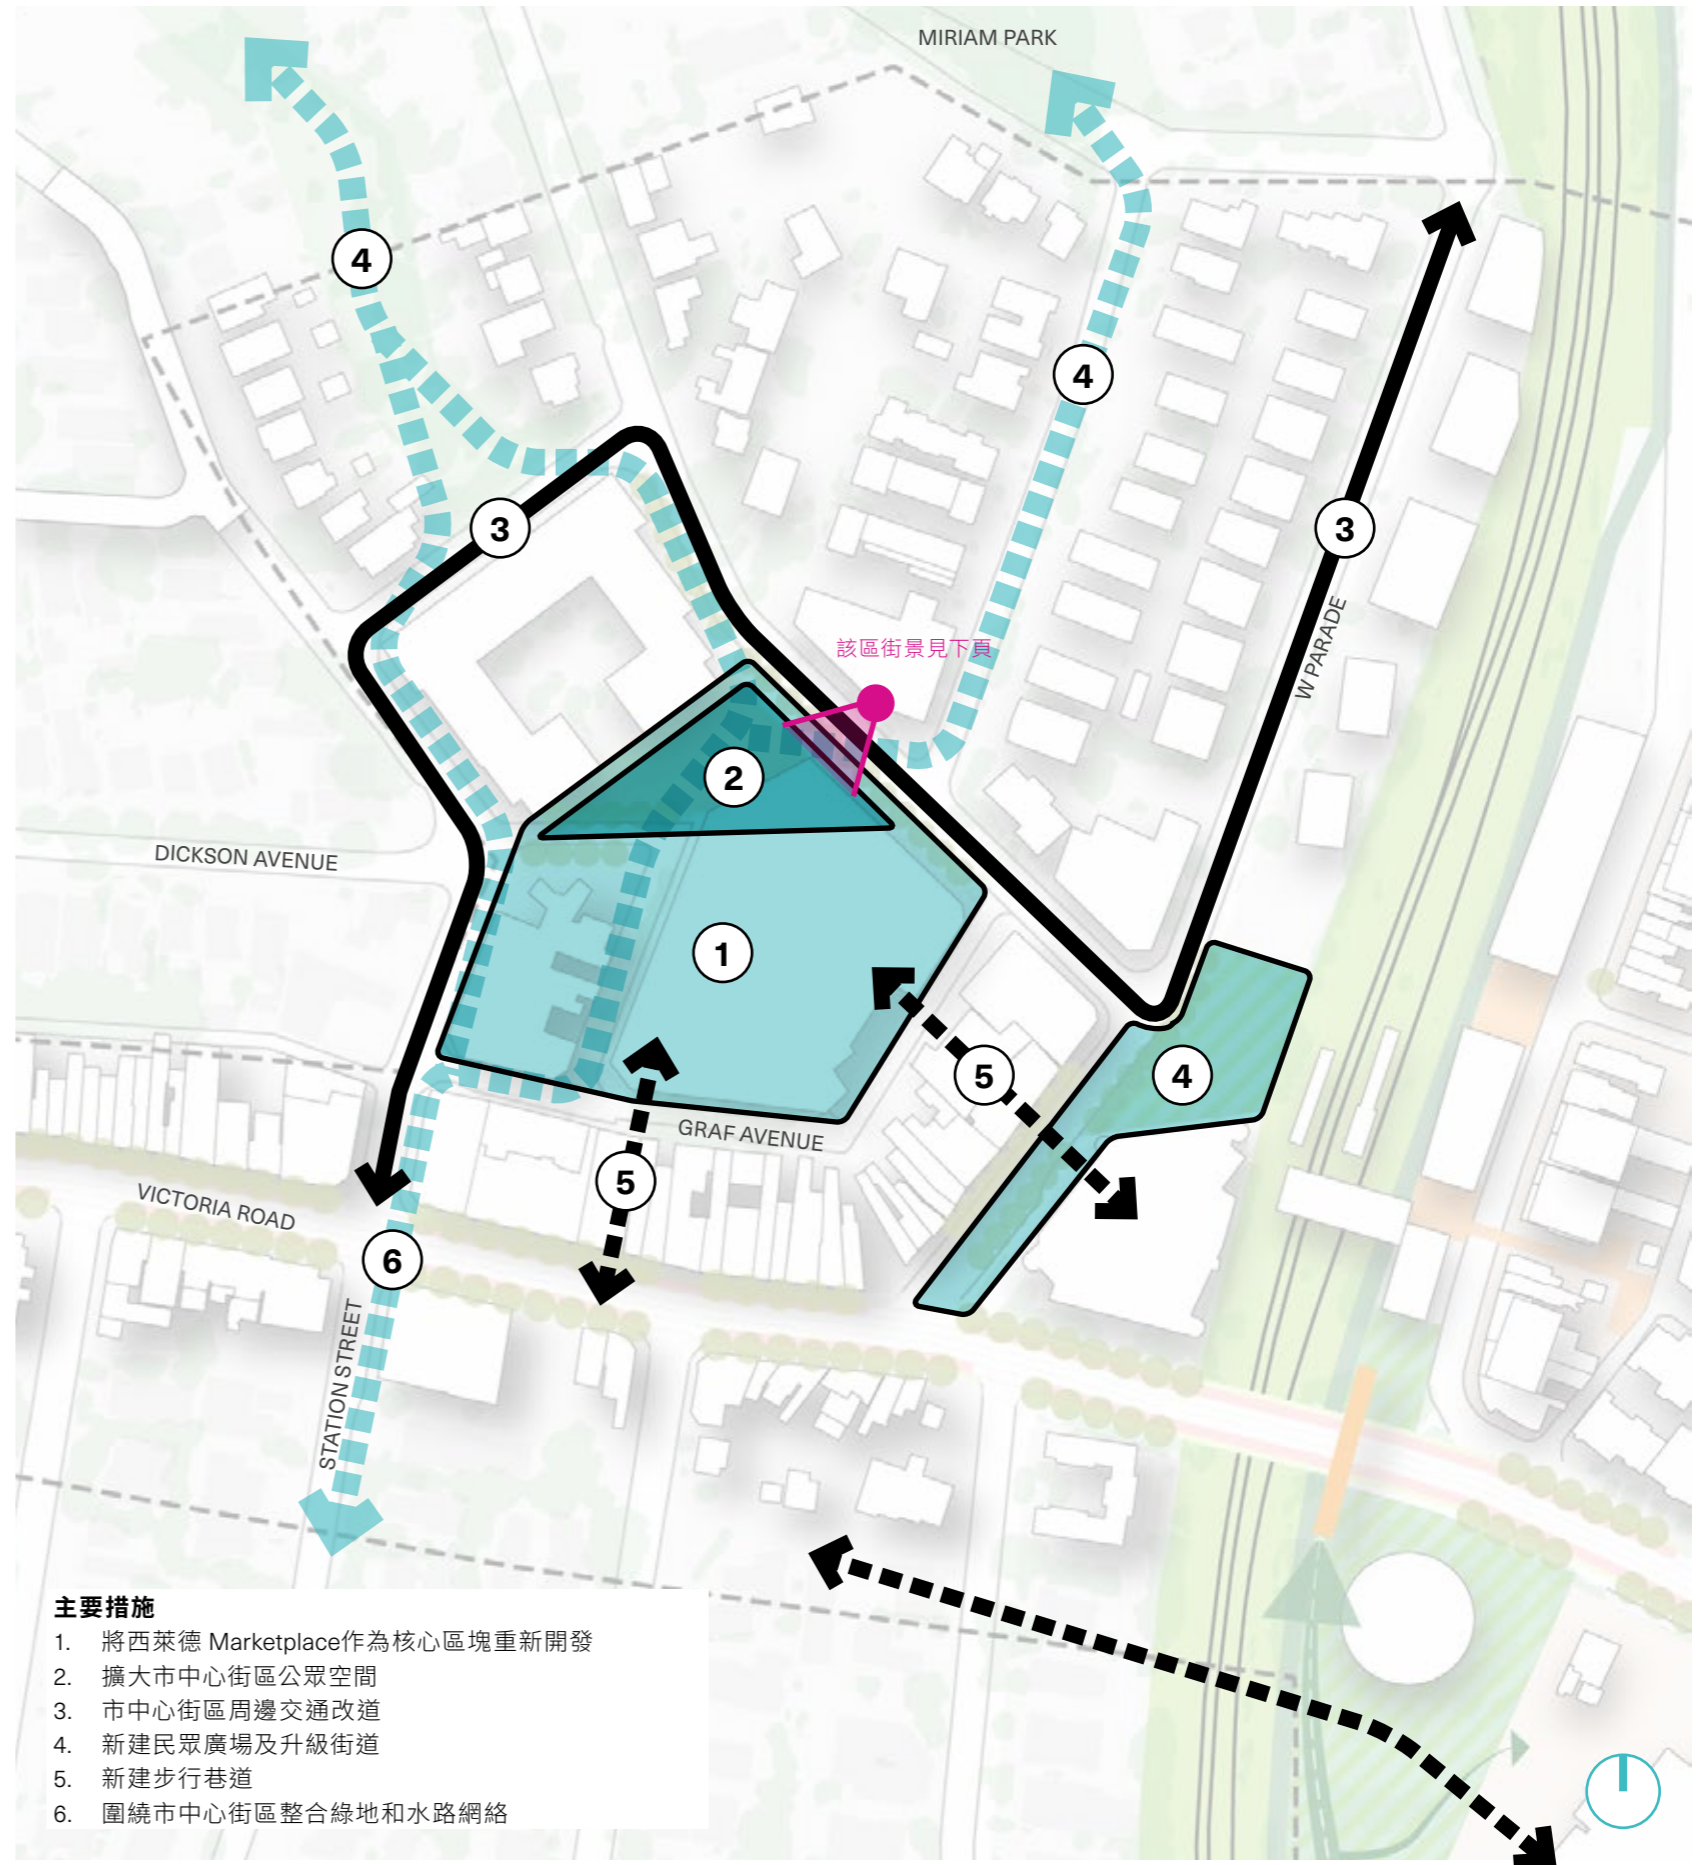 MIRIAM PARK
4
4
3
3
W PARADE
該區街景見下頁
2
DICKSON AVENUE
1
5
4
GRAF AVENUE
5
VICTORIA ROAD
6
STATION STREET
主要措施
1. 將西萊德 Marketplace作為核心區塊重新開發
2. 擴大市中心街區公眾空間
3. 市中心街區周邊交通改道
4. 新建民眾廣場及升級街道
5. 新建步行巷道
6. 圍繞市中心街區整合綠地和水路網絡